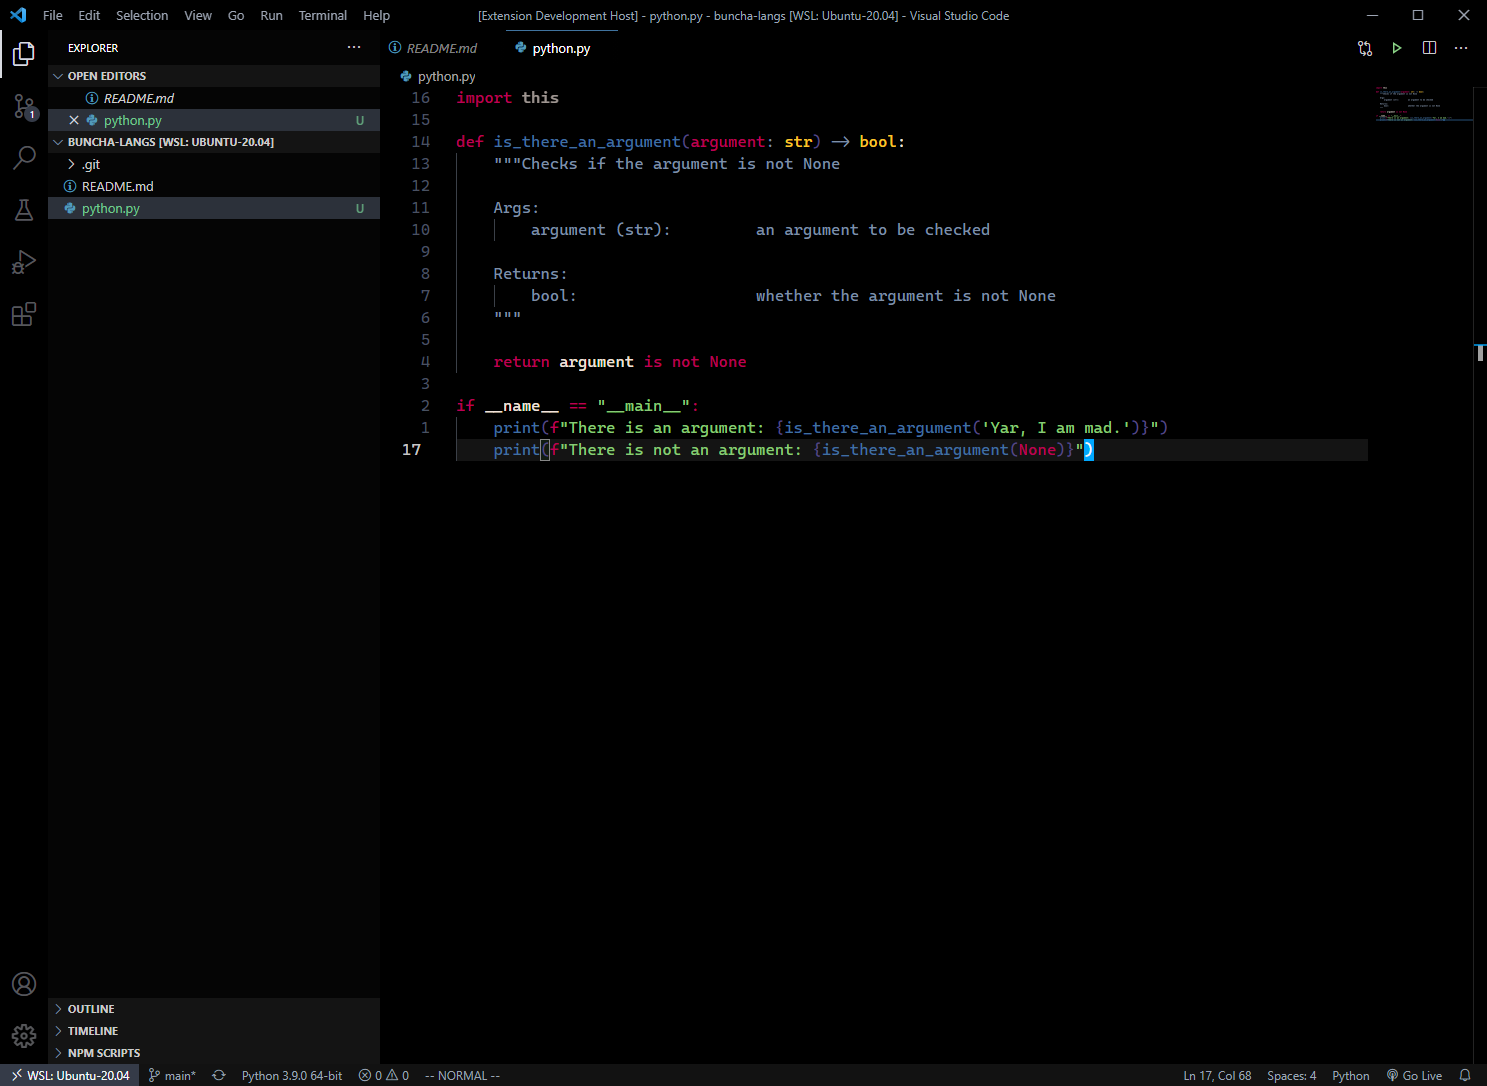 File Edit Selection View Go Run Terminal Help [Extension Development Host] - python.py - buncha-langs [WSL: Ubuntu-20.04] - Visual Studio Code
EXPLORER
README.md python.py
OPEN EDITORS
README.md
python.py U
BUNCHA-LANGS [WSL: UBUNTU-20.04]
.git
README.md
python.py U
1
python.py
16 import this
15
14 def is_there_an_argument(argument: str) -> bool:
13 """Checks if the argument is not None
12
11 Args:
10 argument (str): an argument to be checked
9
8 Returns:
7 bool: whether the argument is not None
6 """
5
4 return argument is not None
3
2 if __name__ == "__main__":
1 print(f"There is an argument: {is_there_an_argument('Yar, I am mad.')}")
17 print(f"There is not an argument: {is_there_an_argument(None)}")
OUTLINE
TIMELINE
NPM SCRIPTS
WSL: Ubuntu-20.04 main* Python 3.9.0 64-bit 0 0 -- NORMAL -- Ln 17, Col 68 Spaces: 4 Python Go Live